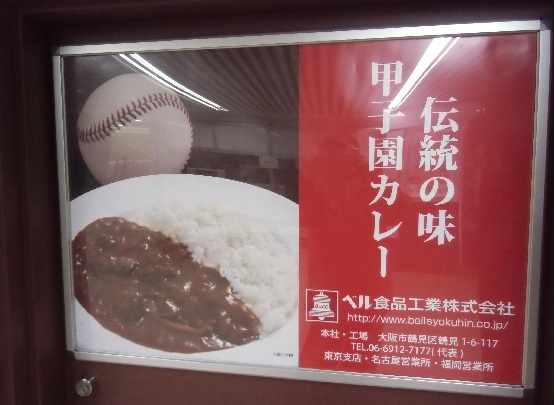 伝統の味
甲子園カレー
ベル食品工業株式会社
http://www.bellsyokuhin.co.jp/
本社・工場 大阪市鶴見区鶴見1-6-117
TEL.06-6912-7177(代表)
東京支店・名古屋営業所・福岡営業所